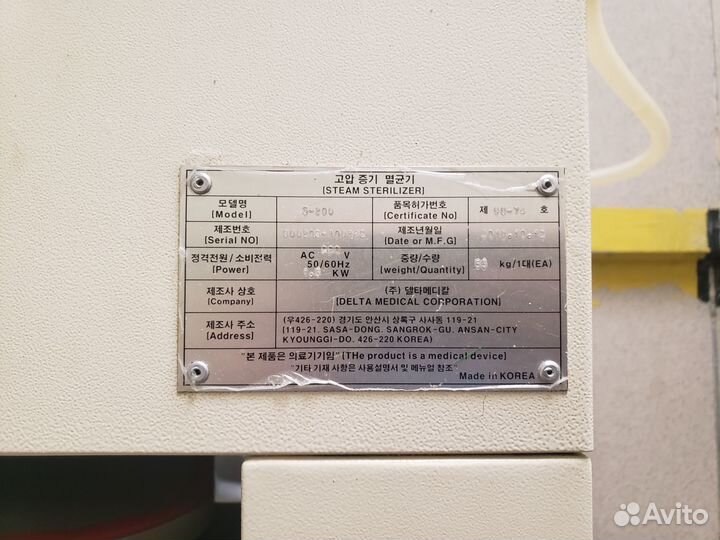 고압 증기 멸균기
[STEAM STERILIZER]
모델명
[Model]
품목허가번호
[Certificate No]
제 호
제조번호
[Serial NO]
제조년월일
[Date or M.F.G]
정격전원 / 소비전력
[Power]
AC 220 V
50/60Hz
KW
중량/수량
[weight/Quantity]
kg/1대(EA)
제조사 상호
[Company]
(주) 델타메디칼
[DELTA MEDICAL CORPORATION]
제조사 주소
[Address]
(우426-220) 경기도 안산시 상록구 사사동 119-21
[119-21. SASA-DONG. SANGROK-GU. ANSAN-CITY
KYOUNGGI-DO. 426-220 KOREA]
"본 제품은 의료기기임" [THe product is a medical device]
"기타 기재 사항은 사용설명서 및 메뉴얼 참조"
Made in KOREA
Avito